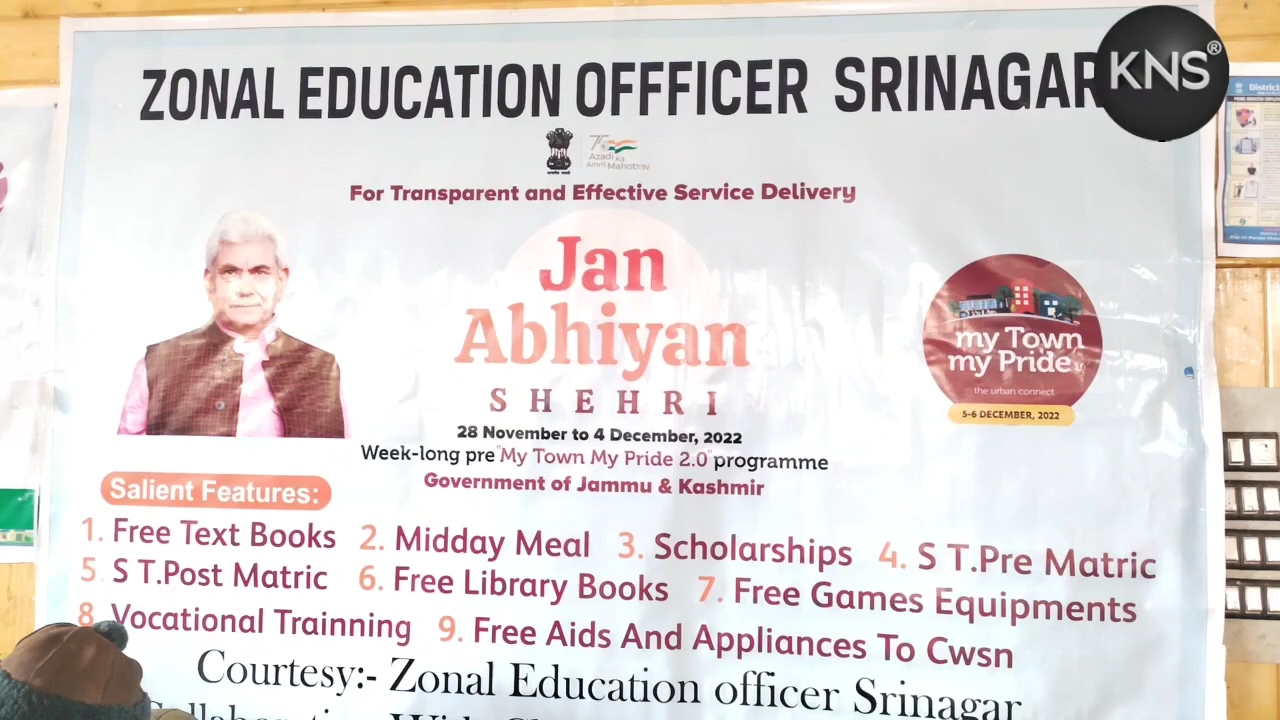 ZONAL EDUCATION OFFFICER SRINAGAR
KNS®
Azadi Ka
Amrit Mahotsav
For Transparent and Effective Service Delivery
Jan
Abhiyan
SHEHRI
28 November to 4 December, 2022
Week-long pre "My Town My Pride 2.0" programme
Government of Jammu & Kashmir
my Town
my Pride
the urban connect
5-6 DECEMBER, 2022
Salient Features:
1. Free Text Books 2. Midday Meal 3. Scholarships 4. S T.Pre Matric
5. S T.Post Matric 6. Free Library Books 7. Free Games Equipments
8. Vocational Trainning 9. Free Aids And Appliances To Cwsn
Courtesy:- Zonal Education officer Srinagar
With
District